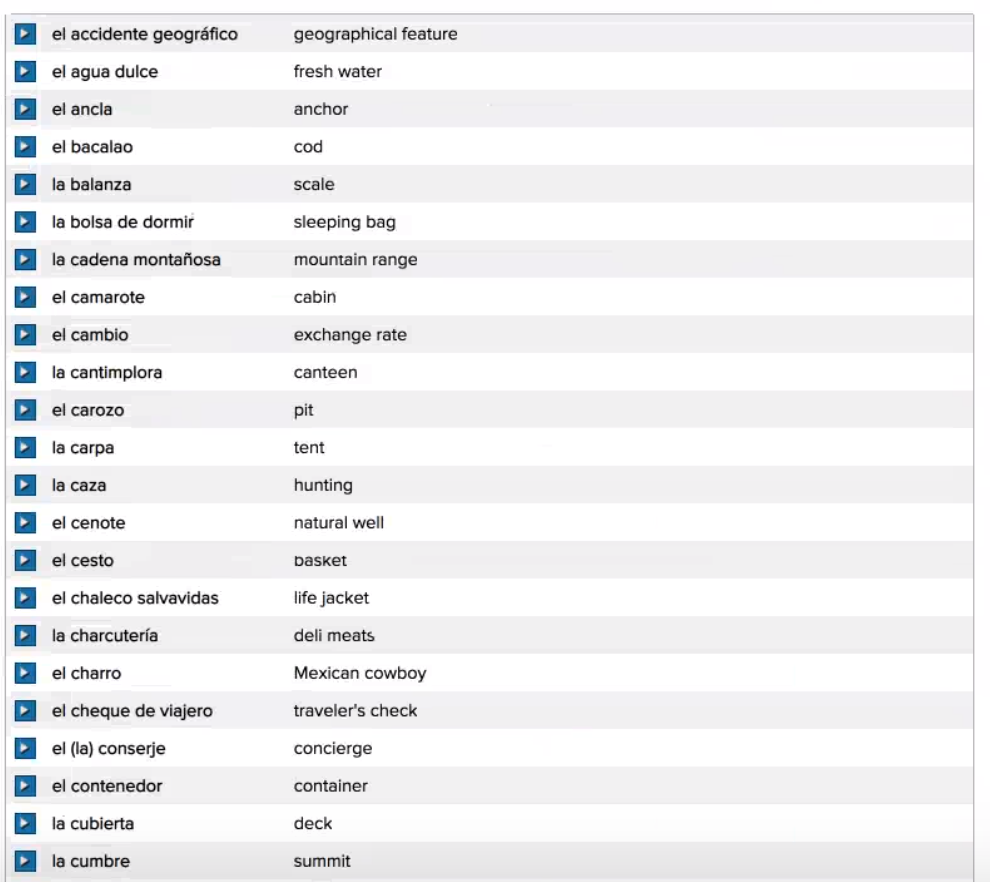 el accidente geográfico geographical feature
el agua dulce fresh water
el ancla anchor
el bacalao cod
la balanza scale
la bolsa de dormir sleeping bag
la cadena montañosa mountain range
el camarote cabin
el cambio exchange rate
la cantimplora canteen
el carozo pit
la carpa tent
la caza hunting
el cenote natural well
el cesto basket
el chaleco salvavidas life jacket
la charcutería deli meats
el charro Mexican cowboy
el cheque de viajero traveler's check
el (la) conserje concierge
el contenedor container
la cubierta deck
la cumbre summit